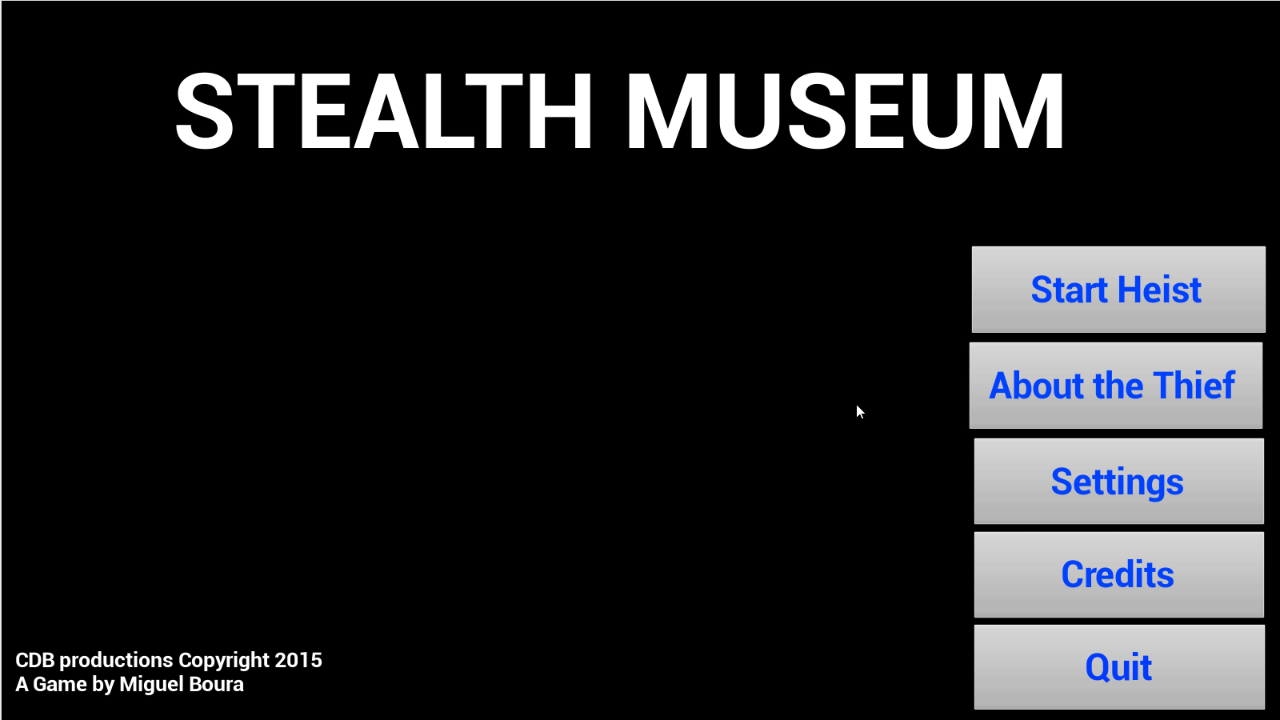 STEALTH MUSEUM
Start Heist
About the Thief
Settings
Credits
Quit
CDB productions Copyright 2015
A Game by Miguel Boura